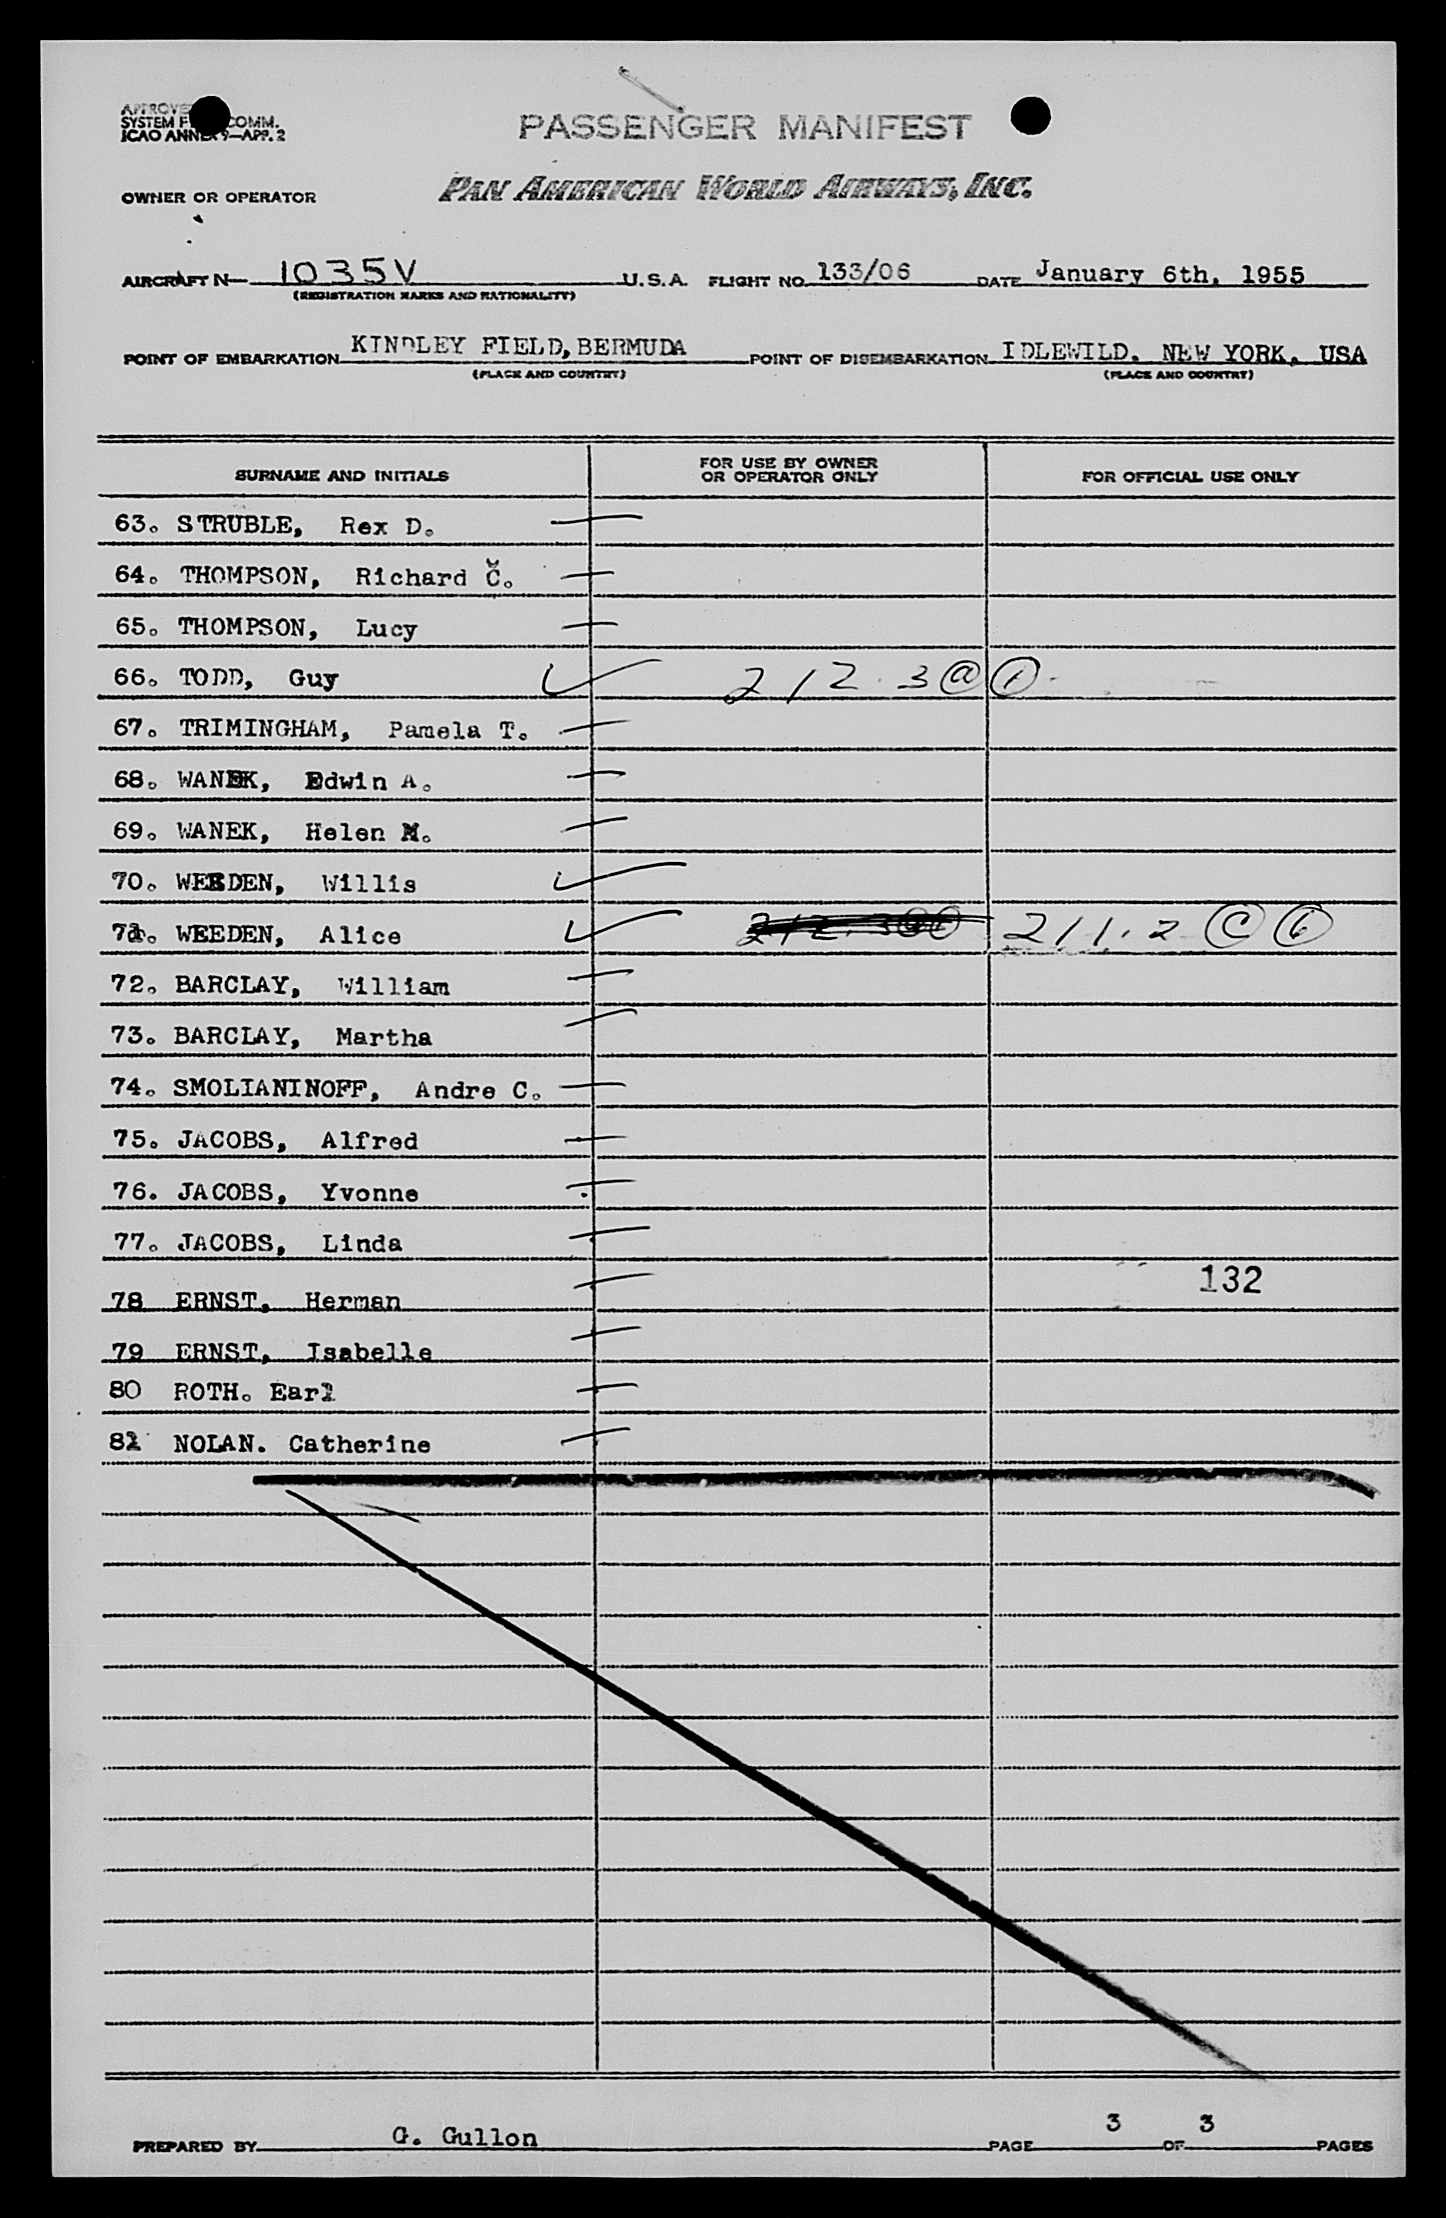 APPROVED
SYSTEM F COMM.
ICAO ANNEX 9—APP. 2
PASSENGER MANIFEST
OWNER OR OPERATOR
PAN AMERICAN WORLD AIRWAYS, INC.
AIRCRAFT N— 1035V U.S.A. FLIGHT NO. 133/06 DATE January 6th, 1955
(REGISTRATION MARKS AND NATIONALITY)
POINT OF EMBARKATION KINDLEY FIELD, BERMUDA POINT OF DISEMBARKATION IDLEWILD, NEW YORK, USA
(PLACE AND COUNTRY) (PLACE AND COUNTRY)
SURNAME AND INITIALS FOR USE BY OWNER OR OPERATOR ONLY FOR OFFICIAL USE ONLY
63. STRUBLE, Rex D.
64. THOMPSON, Richard C.
65. THOMPSON, Lucy
66. TODD, Guy 212.3 (a) (1)
67. TRIMINGHAM, Pamela T.
68. WANEK, Edwin A.
69. WANEK, Helen M.
70. WEEDEN, Willis
71. WEEDEN, Alice 211.2 (C) (6)
72. BARCLAY, William
73. BARCLAY, Martha
74. SMOLIANINOFF, Andre C.
75. JACOBS, Alfred
76. JACOBS, Yvonne
77. JACOBS, Linda
78 ERNST, Herman 132
79 ERNST, Isabelle
80 ROTH. Earl
81 NOLAN. Catherine
PREPARED BY G. Gullon PAGE 3 OF 3 PAGES